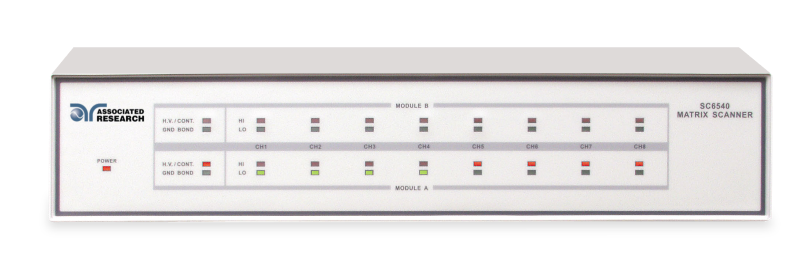 ASSOCIATED
RESEARCH
POWER
MODULE B
H.V. / CONT.
GND BOND
HI
LO
CH1 CH2 CH3 CH4 CH5 CH6 CH7 CH8
H.V. / CONT.
GND BOND
HI
LO
MODULE A
SC6540
MATRIX SCANNER